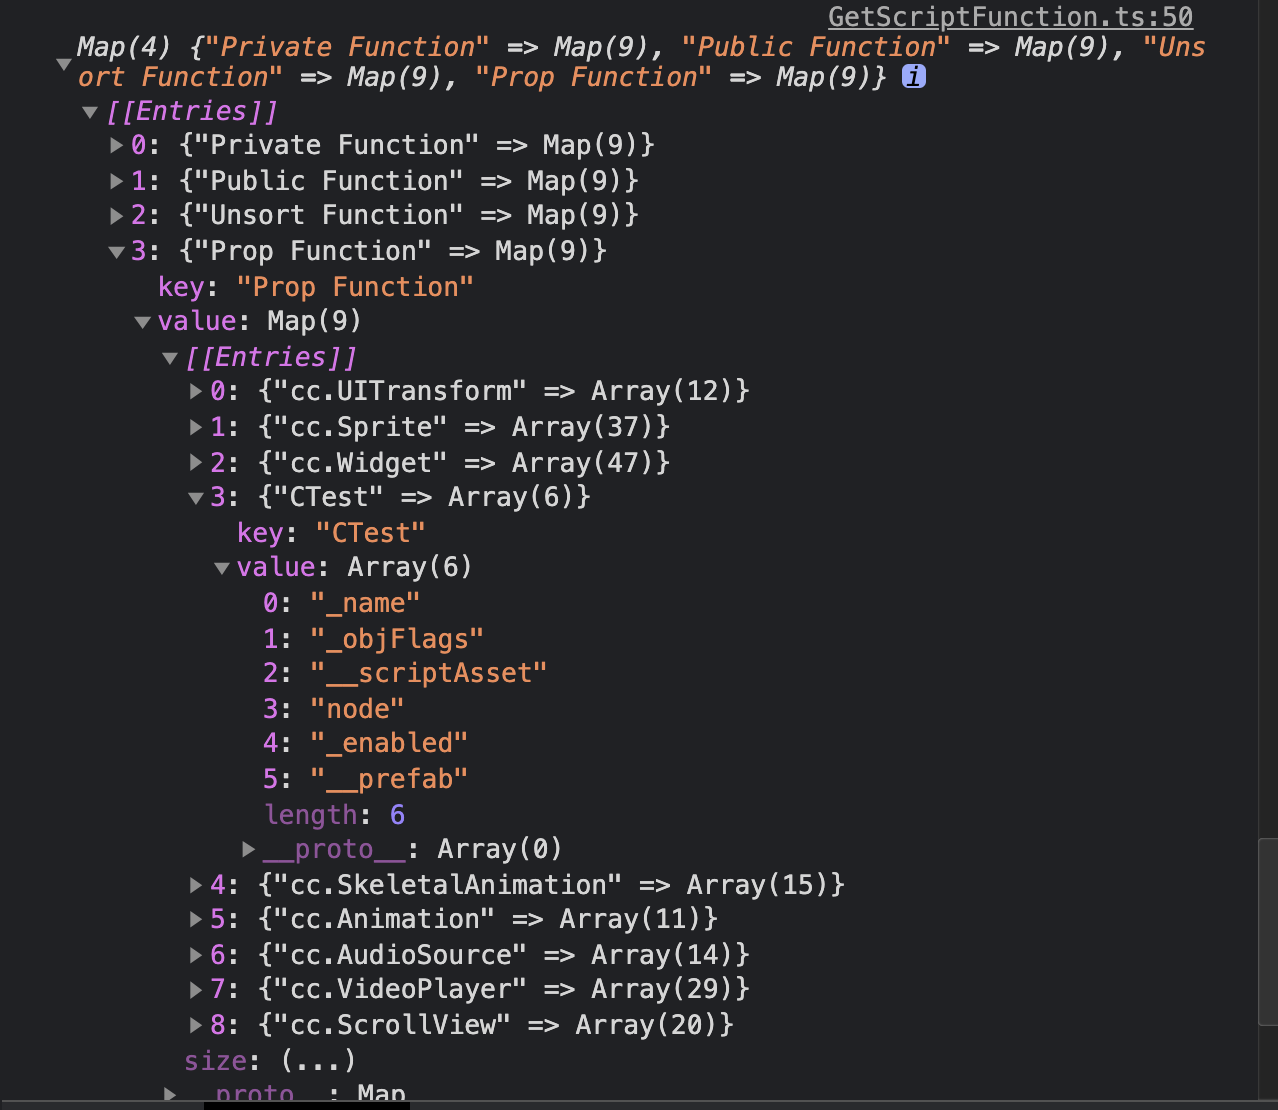 GetScriptFunction.ts:50
Map(4) {"Private Function" => Map(9), "Public Function" => Map(9), "Uns
ort Function" => Map(9), "Prop Function" => Map(9)} i
[[Entries]]
0: {"Private Function" => Map(9)}
1: {"Public Function" => Map(9)}
2: {"Unsort Function" => Map(9)}
3: {"Prop Function" => Map(9)}
key: "Prop Function"
value: Map(9)
[[Entries]]
0: {"cc.UITransform" => Array(12)}
1: {"cc.Sprite" => Array(37)}
2: {"cc.Widget" => Array(47)}
3: {"CTest" => Array(6)}
key: "CTest"
value: Array(6)
0: "_name"
1: "_objFlags"
2: "__scriptAsset"
3: "node"
4: "_enabled"
5: "__prefab"
length: 6
__proto__: Array(0)
4: {"cc.SkeletalAnimation" => Array(15)}
5: {"cc.Animation" => Array(11)}
6: {"cc.AudioSource" => Array(14)}
7: {"cc.VideoPlayer" => Array(29)}
8: {"cc.ScrollView" => Array(20)}
size: (...)
__proto__: Map